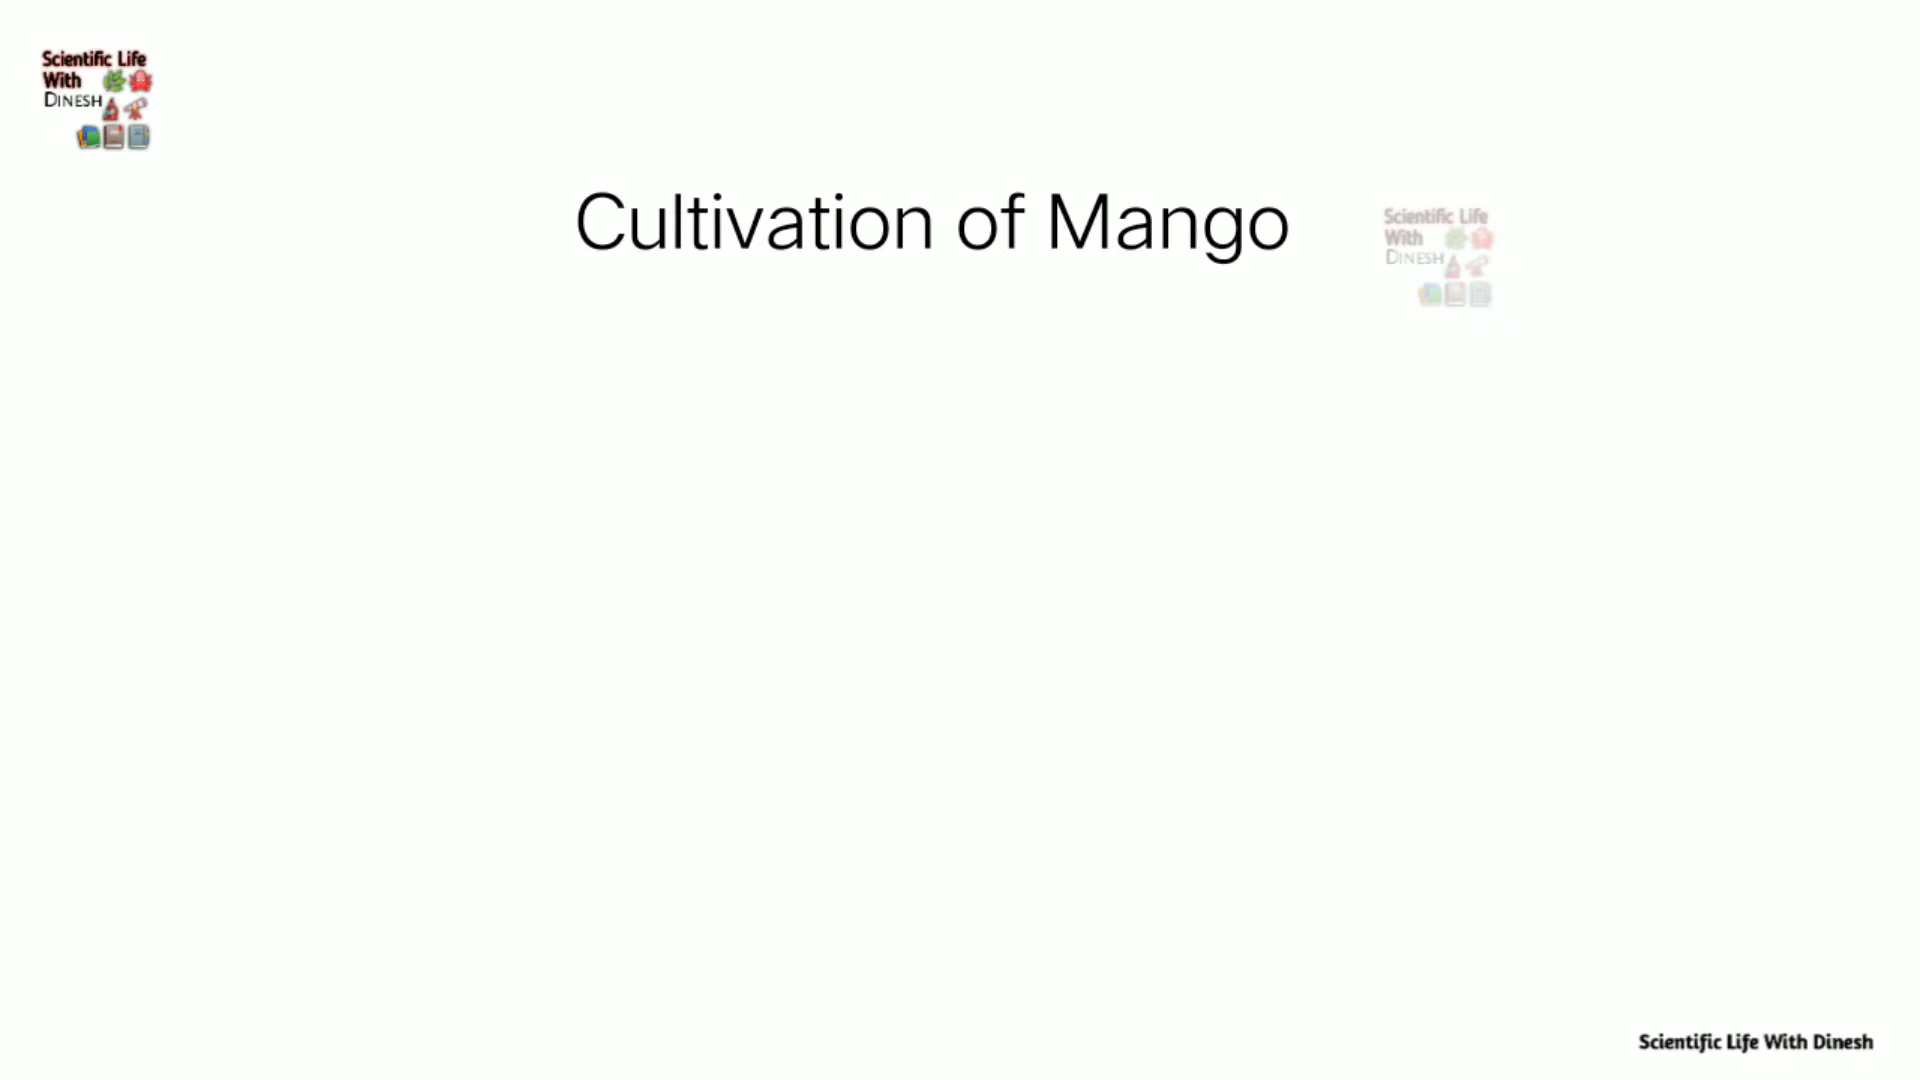 Scientific Life
With
DINESH
Cultivation of Mango
Scientific Life
With
DINESH
Scientific Life With Dinesh